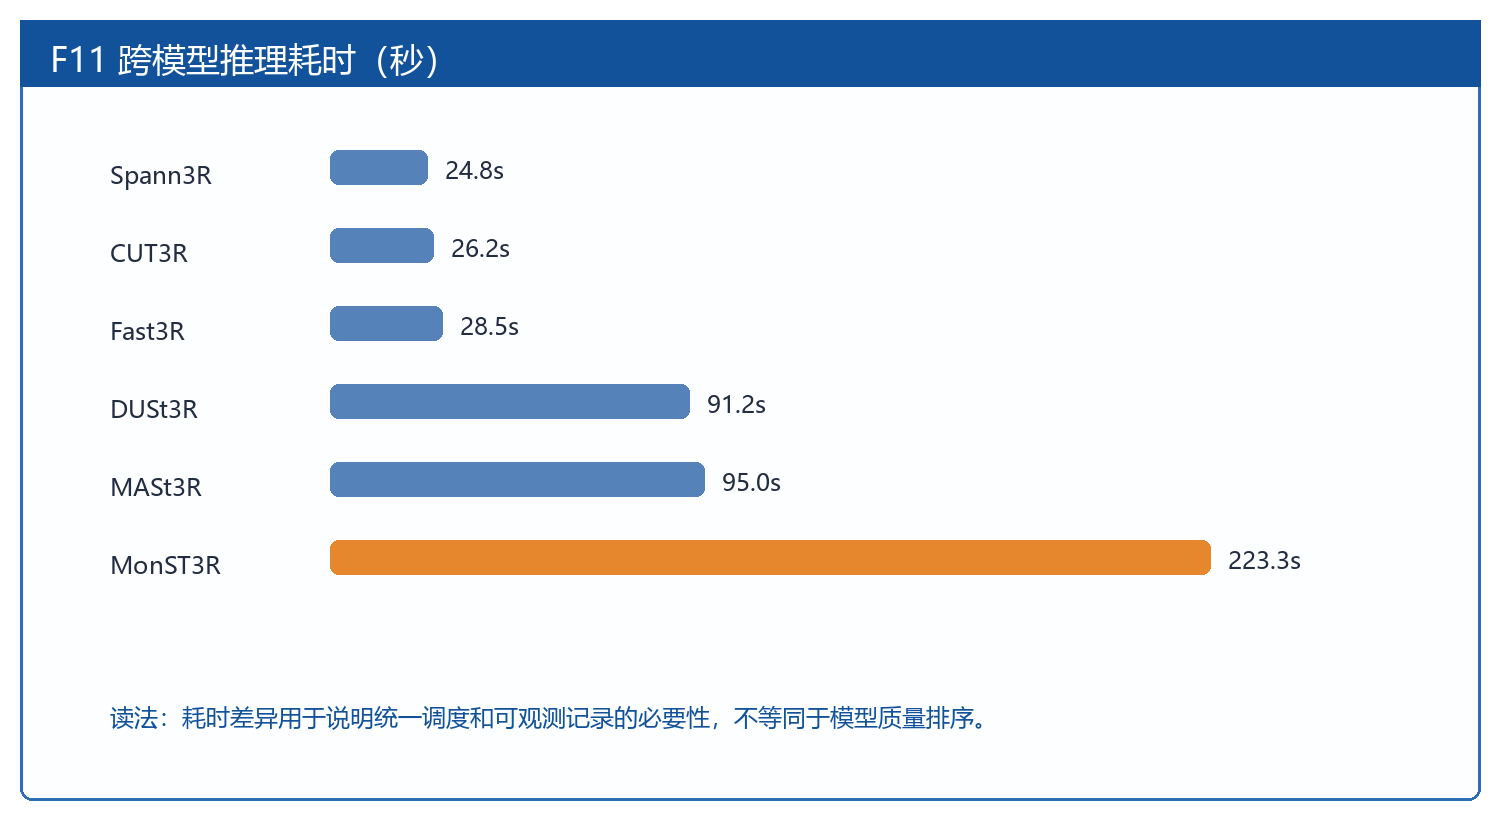 F11 跨模型推理耗时（秒）
Spann3R 24.8s
CUT3R 26.2s
Fast3R 28.5s
DUSt3R 91.2s
MASt3R 95.0s
MonST3R 223.3s
读法：耗时差异用于说明统一调度和可观测记录的必要性，不等同于模型质量排序。